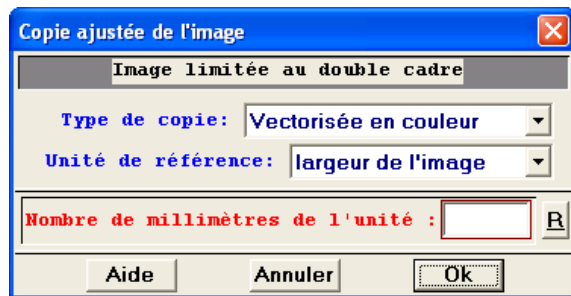 Copie ajustée de l'image
Image limitée au double cadre
Type de copie: Vectorisée en couleur
Unité de référence: largeur de l'image
Nombre de millimètres de l'unité : R
Aide Annuler Ok